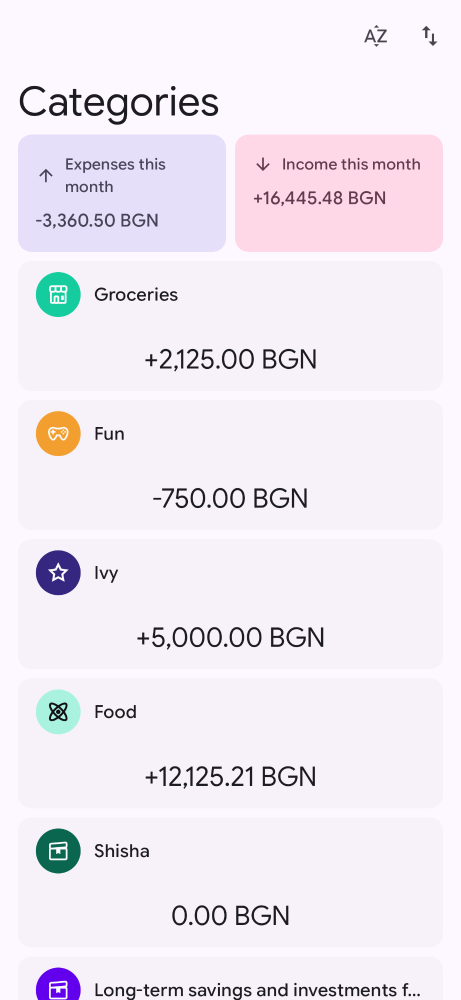 AZ
Categories
Expenses this
month
-3,360.50 BGN
Income this month
+16,445.48 BGN
Groceries
+2,125.00 BGN
Fun
-750.00 BGN
Ivy
+5,000.00 BGN
Food
+12,125.21 BGN
Shisha
0.00 BGN
Long-term savings and investments f...